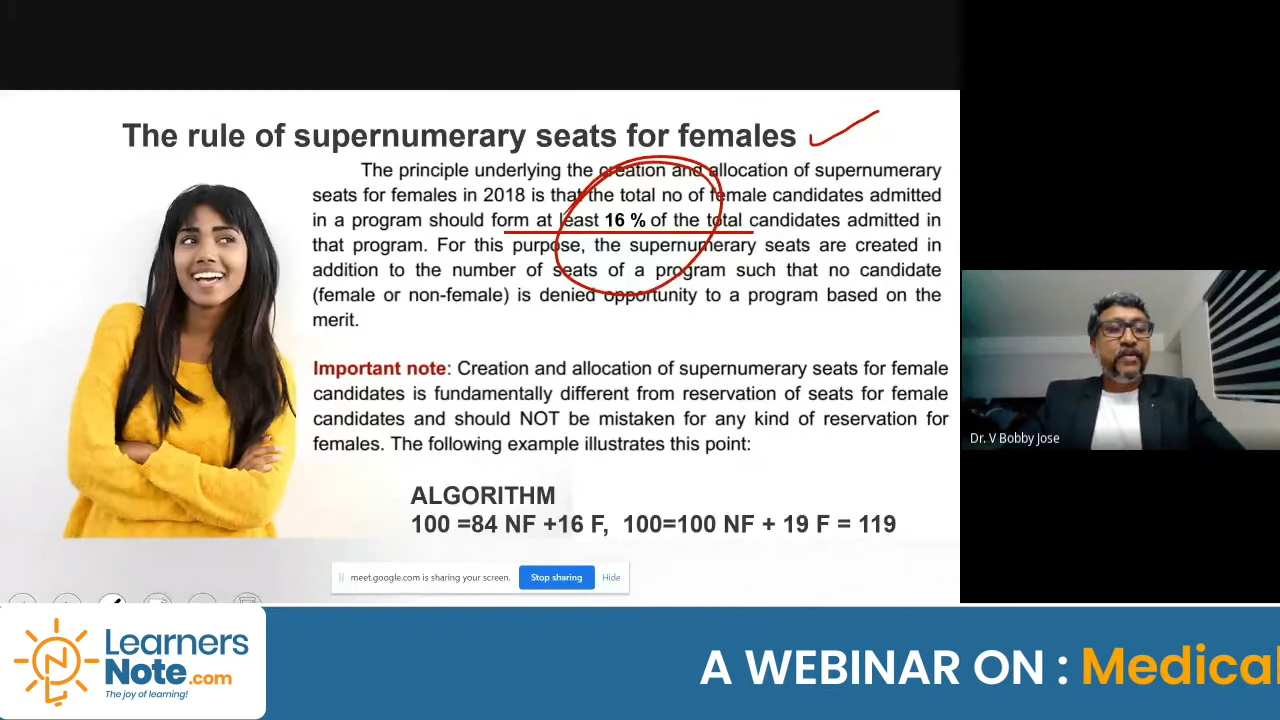 The rule of supernumerary seats for females
The principle underlying the creation and allocation of supernumerary
seats for females in 2018 is that the total no of female candidates admitted
in a program should form at least 16 % of the total candidates admitted in
that program. For this purpose, the supernumerary seats are created in
addition to the number of seats of a program such that no candidate
(female or non-female) is denied opportunity to a program based on the
merit.
Important note: Creation and allocation of supernumerary seats for female
candidates is fundamentally different from reservation of seats for female
candidates and should NOT be mistaken for any kind of reservation for
females. The following example illustrates this point:
ALGORITHM
100 =84 NF +16 F, 100=100 NF + 19 F = 119
Dr. V Bobby Jose
meet.google.com is sharing your screen. Stop sharing Hide
Learners
Note.com
The joy of learning!
A WEBINAR ON : Medical